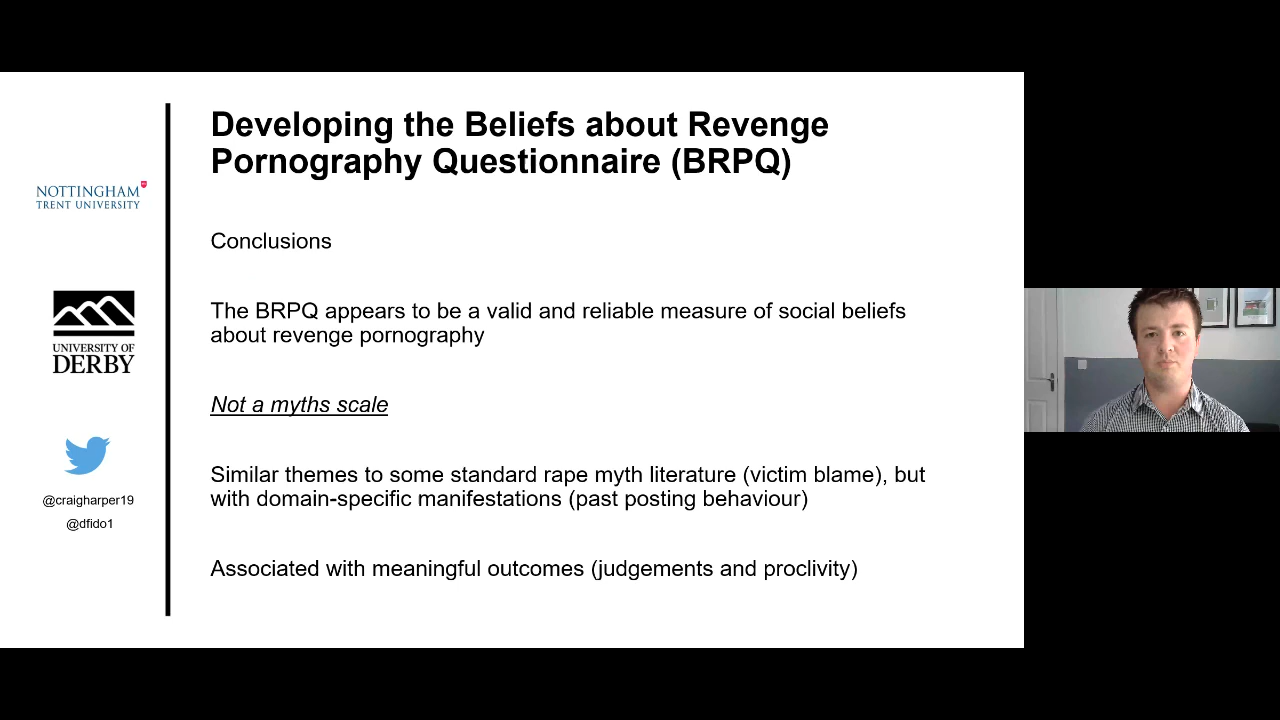 Developing the Beliefs about Revenge
Pornography Questionnaire (BRPQ)
NOTTINGHAM
TRENT UNIVERSITY
Conclusions
The BRPQ appears to be a valid and reliable measure of social beliefs
about revenge pornography
UNIVERSITY OF
DERBY
Not a myths scale
Similar themes to some standard rape myth literature (victim blame), but
with domain-specific manifestations (past posting behaviour)
@craigharper19
@dfido1
Associated with meaningful outcomes (judgements and proclivity)